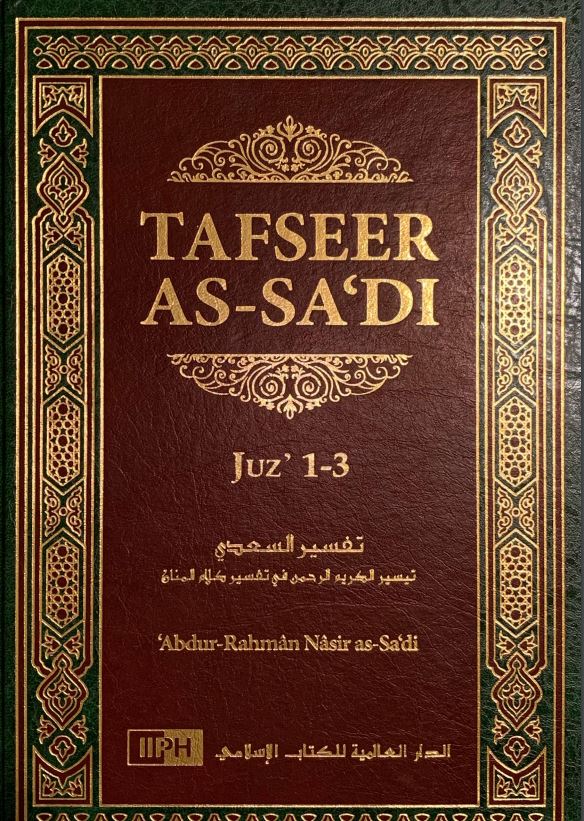 TAFSEER
AS-SA‘DI
JUZ’ 1-3
تفسير السعدي
تيسير الكريم الرحمن في تفسير كلام المنان
‘Abdur-Rahmân Nâsir as-Sa‘di
IIPH الدار العالمية للكتاب الإسلامي